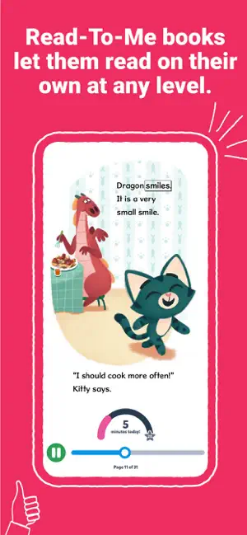 Read-To-Me books
let them read on their
own at any level.
Dragon smiles.
It is a very
small smile.
"I should cook more often!"
Kitty says.
5
minutes today!
Page 11 of 31